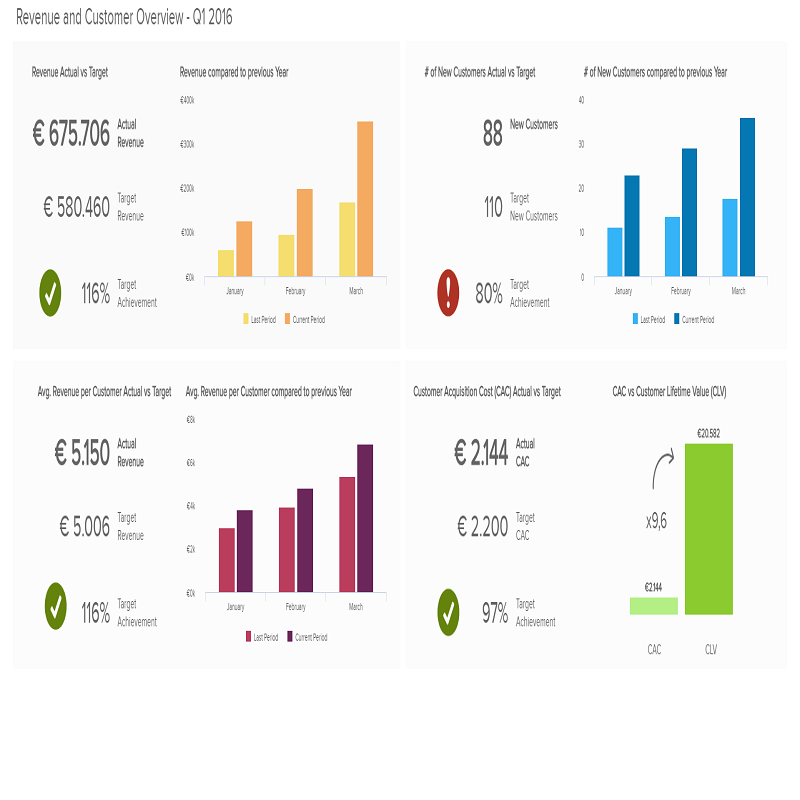 Revenue and Customer Overview - Q1 2016
Revenue Actual vs Target
€ 675.706 Actual
Revenue
€ 580.460 Target
Revenue
116% Target
Achievement
Revenue compared to previous Year
€400k
€300k
€200k
€100k
€0k
January February March
Last Period Current Period
# of New Customers Actual vs Target
88 New Customers
110 Target
New Customers
80% Target
Achievement
# of New Customers compared to previous Year
40
30
20
10
0
January February March
Last Period Current Period
Avg. Revenue per Customer Actual vs Target
€ 5.150 Actual
Revenue
€ 5.006 Target
Revenue
116% Target
Achievement
Avg. Revenue per Customer compared to previous Year
€8k
€6k
€4k
€2k
€0k
January February March
Last Period Current Period
Customer Acquisition Cost (CAC) Actual vs Target
€ 2.144 Actual
CAC
€ 2.200 Target
CAC
97% Target
Achievement
CAC vs Customer Lifetime Value (CLV)
€20.582
x9,6
€2.144
CAC CLV